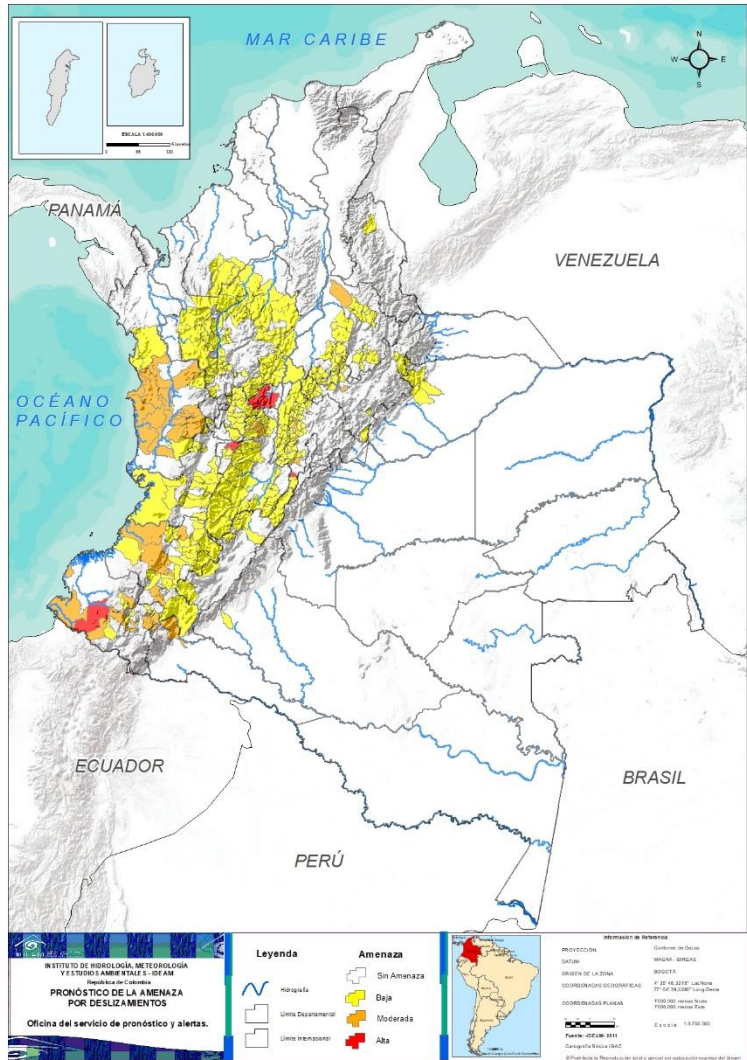 MAR CARIBE
N
W
E
S
ESCALA 1:400.000
PANAMÁ
VENEZUELA
OCÉANO
PACÍFICO
ECUADOR
BRASIL
PERÚ
INSTITUTO DE HIDROLOGÍA, METEOROLOGÍA
Y ESTUDIOS AMBIENTALES - IDEAM
República de Colombia
PRONÓSTICO DE LA AMENAZA
POR DESLIZAMIENTOS
Oficina del servicio de pronóstico y alertas.
Leyenda
Hidrografía
Límite Departamental
Límite Internacional
Amenaza
Sin Amenaza
Baja
Moderada
Alta
Información de Referencia
PROYECCIÓN
DATUM
MAGNA - SIRGAS
ORIGEN DE LA ZONA
BOGOTÁ
COORDENADAS GEOGRÁFICAS
COORDENADAS PLANAS
Escala
Fuente: IDEAM- 2011
Cartografía Básica IGAC